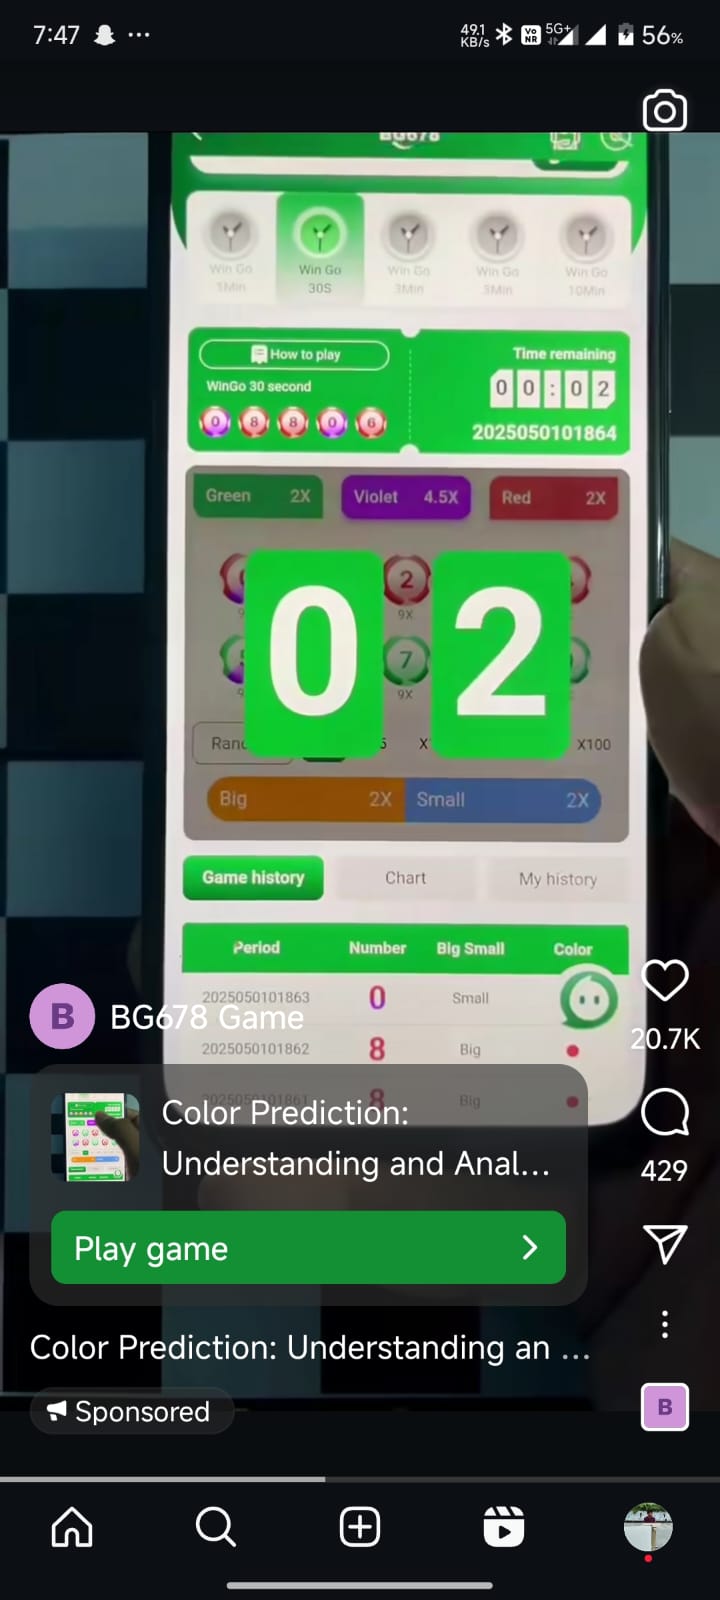 7:47
49.1 KB/s Vo NR 5G+ 56%
BG678
Win Go 1Min
Win Go 30S
Win Go 3Min
Win Go 5Min
Win Go 10Min
How to play
Time remaining
WinGo 30 second
0 0 : 0 2
0 8 8 0 6
2025050101864
Green 2X Violet 4.5X Red 2X
2
9X
7
9X
0 2
X100
Big 2X Small 2X
Game history Chart My history
Period Number Big Small Color
2025050101863 0 Small
B BG678 Game
2025050101862 8 Big
20.7K
2025050101861 8 Big
Color Prediction:
Understanding and Anal...
429
Play game
Color Prediction: Understanding an ...
Sponsored
B